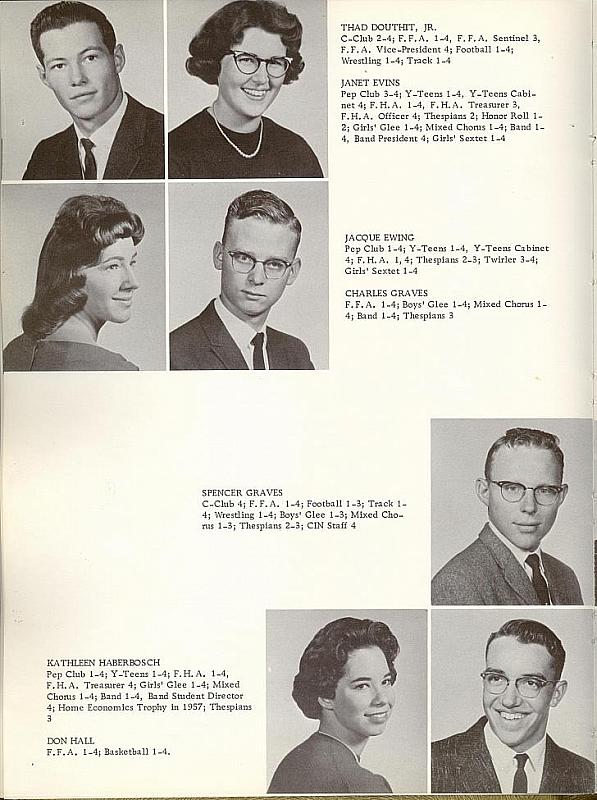 THAD DOUTHIT, JR.
C-Club 2-4; F.F.A. 1-4, F.F.A. Sentinel 3,
F.F.A. Vice-President 4; Football 1-4;
Wrestling 1-4; Track 1-4
JANET EVINS
Pep Club 3-4; Y-Teens 1-4, Y-Teens Cabi-
net 4; F.H.A. 1-4, F.H.A. Treasurer 3,
F.H.A. Officer 4; Thespians 2; Honor Roll 1-
2; Girls' Glee 1-4; Mixed Chorus 1-4; Band 1-
4, Band President 4; Girls' Sextet 1-4
JACQUE EWING
Pep Club 1-4; Y-Teens 1-4, Y-Teens Cabinet
4; F.H.A. 1, 4; Thespians 2-3; Twirler 3-4;
Girls' Sextet 1-4
CHARLES GRAVES
F.F.A. 1-4; Boys' Glee 1-4; Mixed Chorus 1-
4; Band 1-4; Thespians 3
SPENCER GRAVES
C-Club 4; F.F.A. 1-4; Football 1-3; Track 1-
4; Wrestling 1-4; Boys' Glee 1-3; Mixed Cho-
rus 1-3; Thespians 2-3; CIN Staff 4
KATHLEEN HABERBOSCH
Pep Club 1-4; Y-Teens 1-4; F.H.A. 1-4,
F.H.A. Treasurer 4; Girls' Glee 1-4; Mixed
Chorus 1-4; Band 1-4, Band Student Director
4; Home Economics Trophy in 1957; Thespians
3
DON HALL
F.F.A. 1-4; Basketball 1-4.